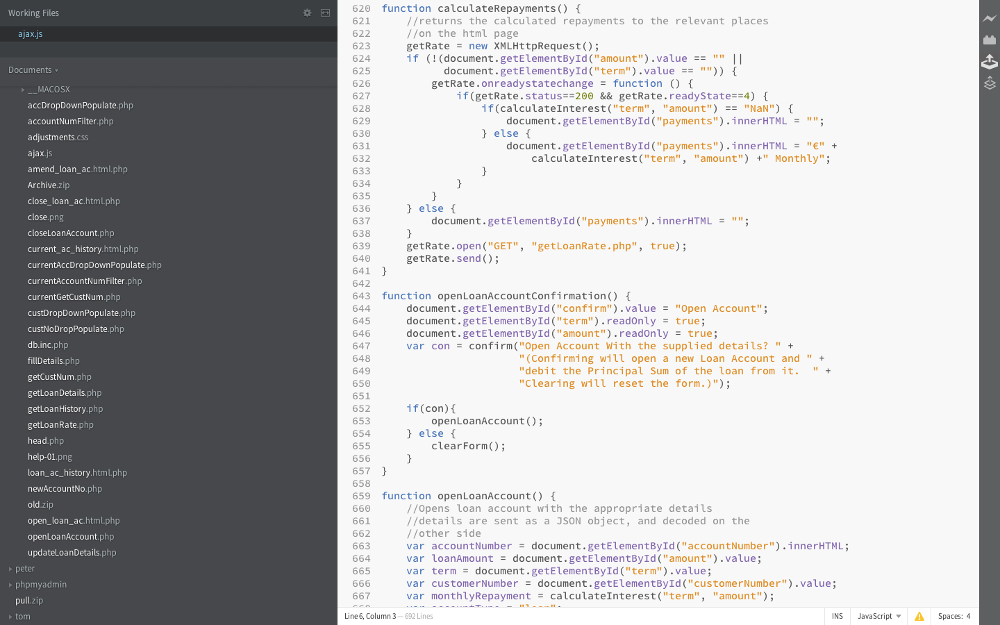 Working Files
ajax.js
Documents
__MACOSX
accDropDownPopulate.php
accountNumFilter.php
adjustments.css
ajax.js
amend_loan_ac.html.php
Archive.zip
close_loan_ac.html.php
close.png
closeLoanAccount.php
current_ac_history.html.php
currentAccDropDownPopulate.php
currentAccountNumFilter.php
currentGetCustNum.php
custDropDownPopulate.php
custNoDropPopulate.php
db.inc.php
fillDetails.php
getCustNum.php
getLoanDetails.php
getLoanHistory.php
getLoanRate.php
head.php
help-01.png
loan_ac_history.html.php
newAccountNo.php
old.zip
open_loan_ac.html.php
openLoanAccount.php
updateLoanDetails.php
peter
phpmyadmin
pull.zip
tom
620 function calculateRepayments() {
621     //returns the calculated repayments to the relevant places
622     //on the html page
623     getRate = new XMLHttpRequest();
624     if (!(document.getElementById("amount").value == "" ||
625           document.getElementById("term").value == "")) {
626         getRate.onreadystatechange = function () {
627             if(getRate.status==200 && getRate.readyState==4) {
628                 if(calculateInterest("term", "amount") == "NaN") {
629                     document.getElementById("payments").innerHTML = "";
630                 } else {
631                     document.getElementById("payments").innerHTML = "€" +
632                         calculateInterest("term", "amount") +" Monthly";
633                 }
634             }
635         }
636     } else {
637         document.getElementById("payments").innerHTML = "";
638     }
639     getRate.open("GET", "getLoanRate.php", true);
640     getRate.send();
641 }
642
643 function openLoanAccountConfirmation() {
644     document.getElementById("confirm").value = "Open Account";
645     document.getElementById("term").readOnly = true;
646     document.getElementById("amount").readOnly = true;
647     var con = confirm("Open Account With the supplied details? " +
648                       "(Confirming will open a new Loan Account and " +
649                       "debit the Principal Sum of the loan from it.  " +
650                       "Clearing will reset the form.)");
651
652     if(con){
653         openLoanAccount();
654     } else {
655         clearForm();
656     }
657 }
658
659 function openLoanAccount() {
660     //Opens loan account with the appropriate details
661     //details are sent as a JSON object, and decoded on the
662     //other side
663     var accountNumber = document.getElementById("accountNumber").innerHTML;
664     var loanAmount = document.getElementById("amount").value;
665     var term = document.getElementById("term").value;
666     var customerNumber = document.getElementById("customerNumber").value;
667     var monthlyRepayment = calculateInterest("term", "amount");
668     var accountType = "loan";
Line 6, Column 3 — 692 Lines
INS
JavaScript
Spaces: 4